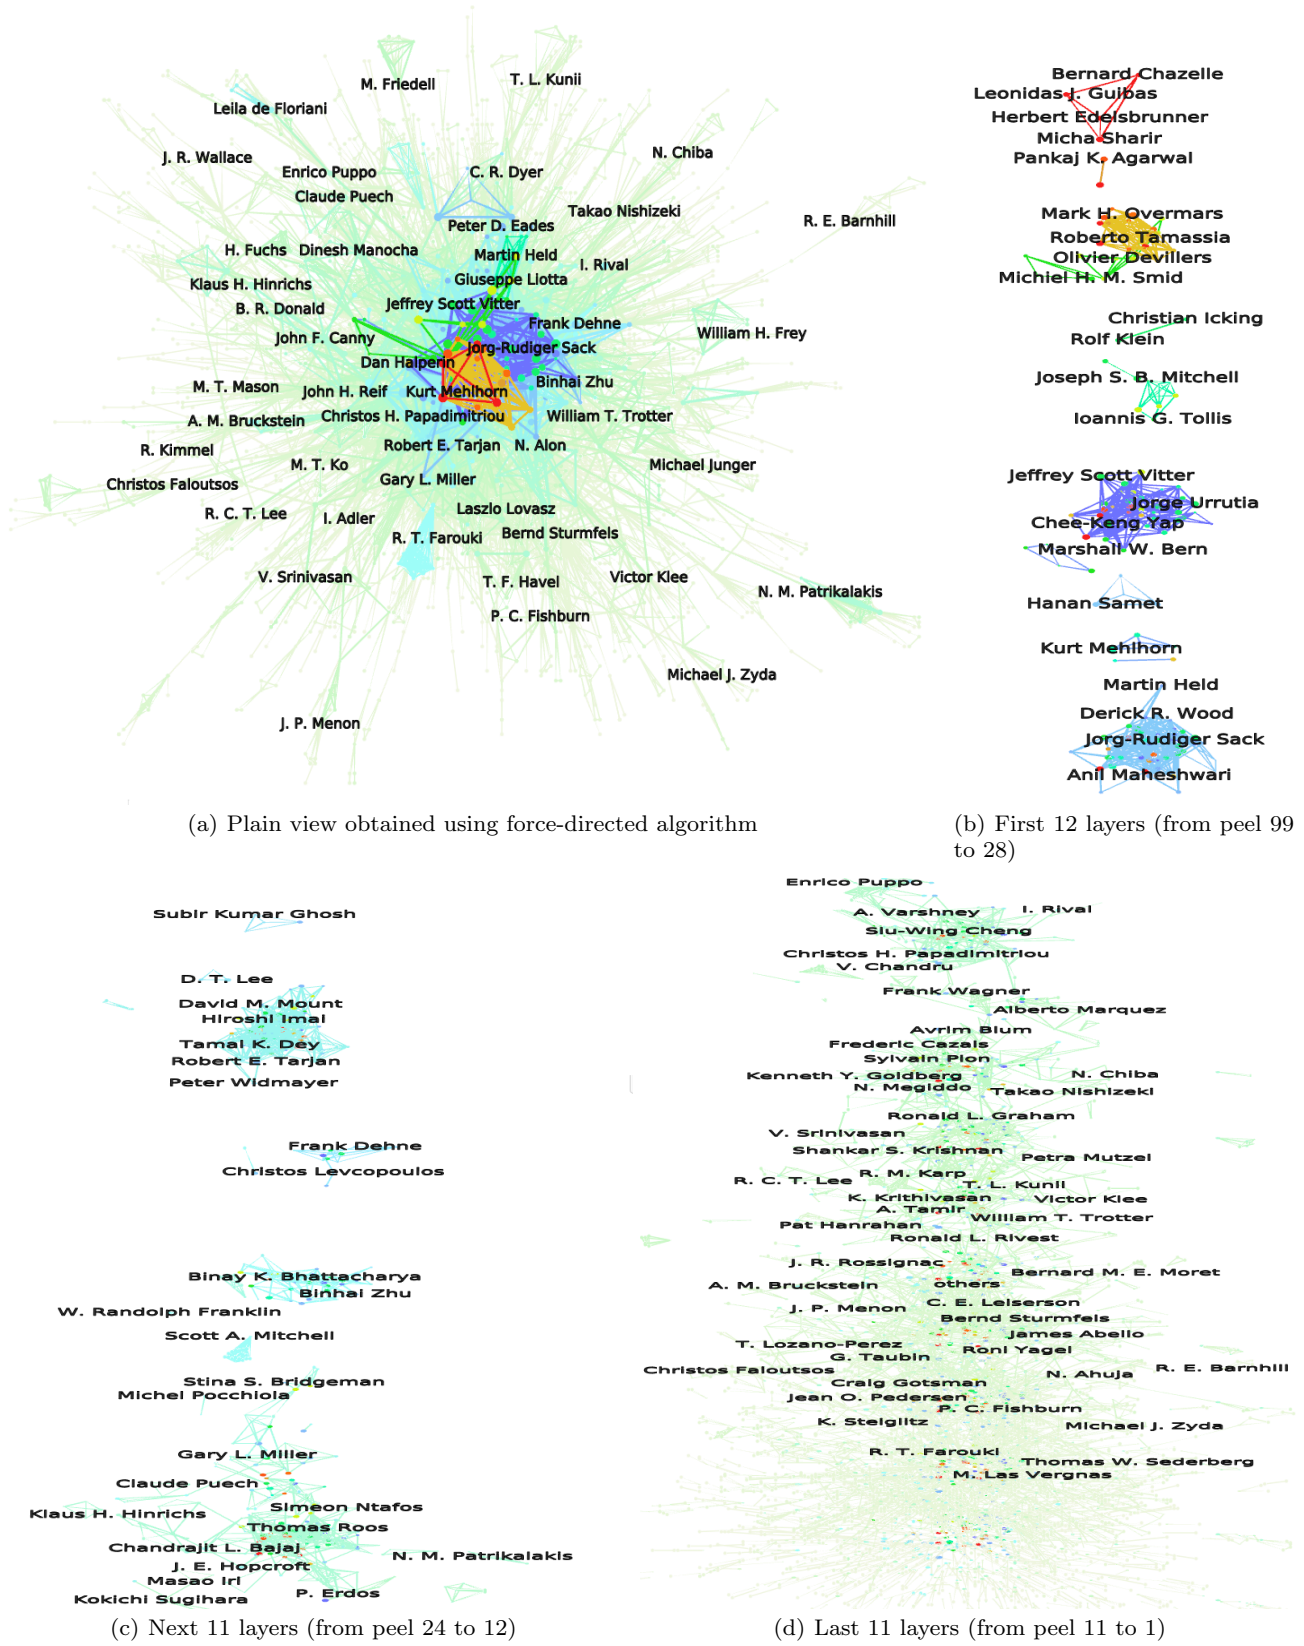 M. Friedell
T. L. Kunii
Leila de Floriani
J. R. Wallace
N. Chiba
Enrico Puppo
C. R. Dyer
Claude Puech
Takao Nishizeki
R. E. Barnhill
Peter D. Eades
H. Fuchs
Dinesh Manocha
Martin Held
I. Rival
Klaus H. Hinrichs
Giuseppe Liotta
B. R. Donald
Jeffrey Scott Vitter
Frank Dehne
William H. Frey
John F. Canny
Jorg-Rudiger Sack
Dan Halperin
M. T. Mason
John H. Reif
Kurt Mehlhorn
Binhai Zhu
A. M. Bruckstein
Christos H. Papadimitriou
William T. Trotter
R. Kimmel
Robert E. Tarjan
N. Alon
M. T. Ko
Michael Junger
Christos Faloutsos
Gary L. Miller
R. C. T. Lee
I. Adler
Laszlo Lovasz
R. T. Farouki
Bernd Sturmfels
V. Srinivasan
T. F. Havel
Victor Klee
N. M. Patrikalakis
P. C. Fishburn
Michael J. Zyda
J. P. Menon
(a) Plain view obtained using force-directed algorithm
Bernard Chazelle
Leonidas J. Guibas
Herbert Edelsbrunner
Micha Sharir
Pankaj K. Agarwal
Mark H. Overmars
Roberto Tamassia
Olivier Devillers
Michiel H. M. Smid
Christian Icking
Rolf Klein
Joseph S. B. Mitchell
Ioannis G. Tollis
Jeffrey Scott Vitter
Jorge Urrutia
Chee-Keng Yap
Marshall W. Bern
Hanan Samet
Kurt Mehlhorn
Martin Held
Derick R. Wood
Jorg-Rudiger Sack
Anil Maheshwari
(b) First 12 layers (from peel 99
to 28)
Subir Kumar Ghosh
D. T. Lee
David M. Mount
Hiroshi Imai
Tamal K. Dey
Robert E. Tarjan
Peter Widmayer
Frank Dehne
Christos Levcopoulos
Binay K. Bhattacharya
Binhai Zhu
W. Randolph Franklin
Scott A. Mitchell
Stina S. Bridgeman
Michel Pocchiola
Gary L. Miller
Claude Puech
Simeon Ntafos
Klaus H. Hinrichs
Thomas Roos
Chandrajit L. Bajaj
N. M. Patrikalakis
J. E. Hopcroft
Masao Iri
P. Erdos
Kokichi Sugihara
(c) Next 11 layers (from peel 24 to 12)
Enrico Puppo
A. Varshney
I. Rival
Siu-Wing Cheng
Christos H. Papadimitriou
V. Chandru
Frank Wagner
Alberto Marquez
Avrim Blum
Frederic Cazals
Sylvain Pion
Kenneth Y. Goldberg
N. Chiba
N. Megiddo
Takao Nishizeki
Ronald L. Graham
V. Srinivasan
Shankar S. Krishnan
Petra Mutzel
R. M. Karp
R. C. T. Lee
T. L. Kunii
K. Krithivasan
Victor Klee
A. Tamir
William T. Trotter
Pat Hanrahan
Ronald L. Rivest
J. R. Rossignac
Bernard M. E. Moret
A. M. Bruckstein
others
J. P. Menon
C. E. Leiserson
Bernd Sturmfels
James Abello
T. Lozano-Perez
Roni Yagel
G. Taubin
Christos Faloutsos
N. Ahuja
R. E. Barnhill
Craig Gotsman
Jean O. Pedersen
P. C. Fishburn
K. Steiglitz
Michael J. Zyda
R. T. Farouki
Thomas W. Sederberg
M. Las Vergnas
(d) Last 11 layers (from peel 11 to 1)